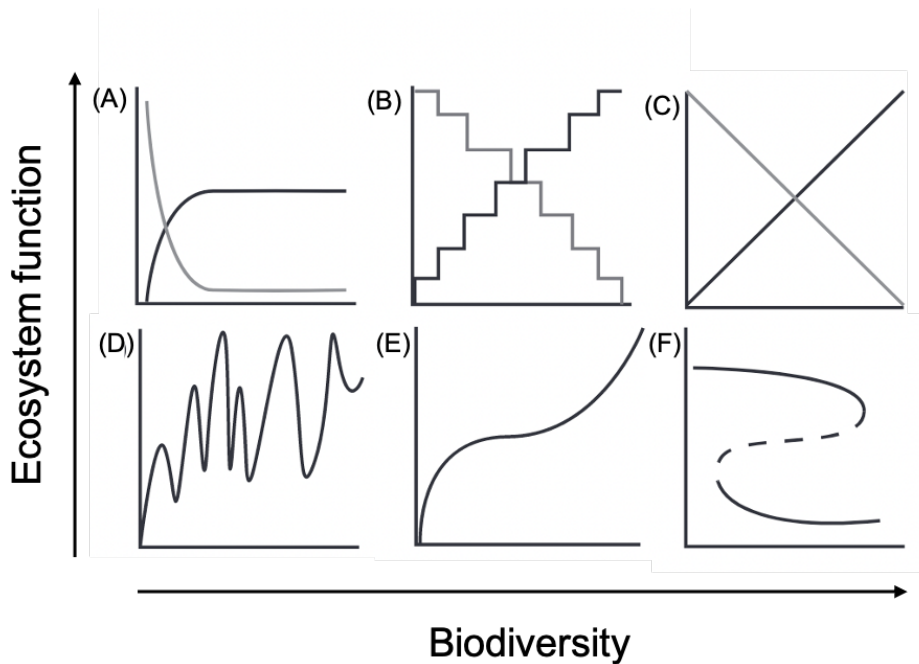 Ecosystem function
(A)
(B)
(C)
(D)
(E)
(F)
Biodiversity